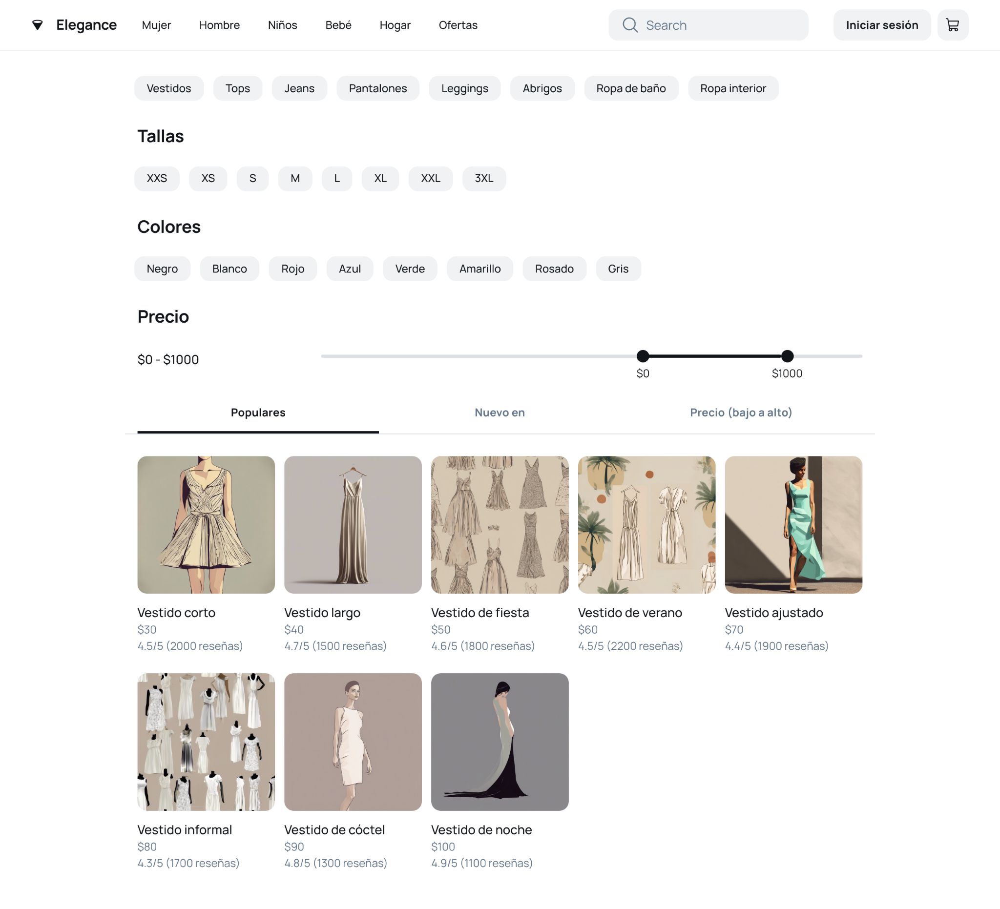 Elegance Mujer Hombre Niños Bebé Hogar Ofertas Search Iniciar sesión
Vestidos Tops Jeans Pantalones Leggings Abrigos Ropa de baño Ropa interior
Tallas
XXS XS S M L XL XXL 3XL
Colores
Negro Blanco Rojo Azul Verde Amarillo Rosado Gris
Precio
$0 - $1000
$0 $1000
Populares Nuevo en Precio (bajo a alto)
Vestido corto
$30
4.5/5 (2000 reseñas)
Vestido largo
$40
4.7/5 (1500 reseñas)
Vestido de fiesta
$50
4.6/5 (1800 reseñas)
Vestido de verano
$60
4.5/5 (2200 reseñas)
Vestido ajustado
$70
4.4/5 (1900 reseñas)
Vestido informal
$80
4.3/5 (1700 reseñas)
Vestido de cóctel
$90
4.8/5 (1300 reseñas)
Vestido de noche
$100
4.9/5 (1100 reseñas)